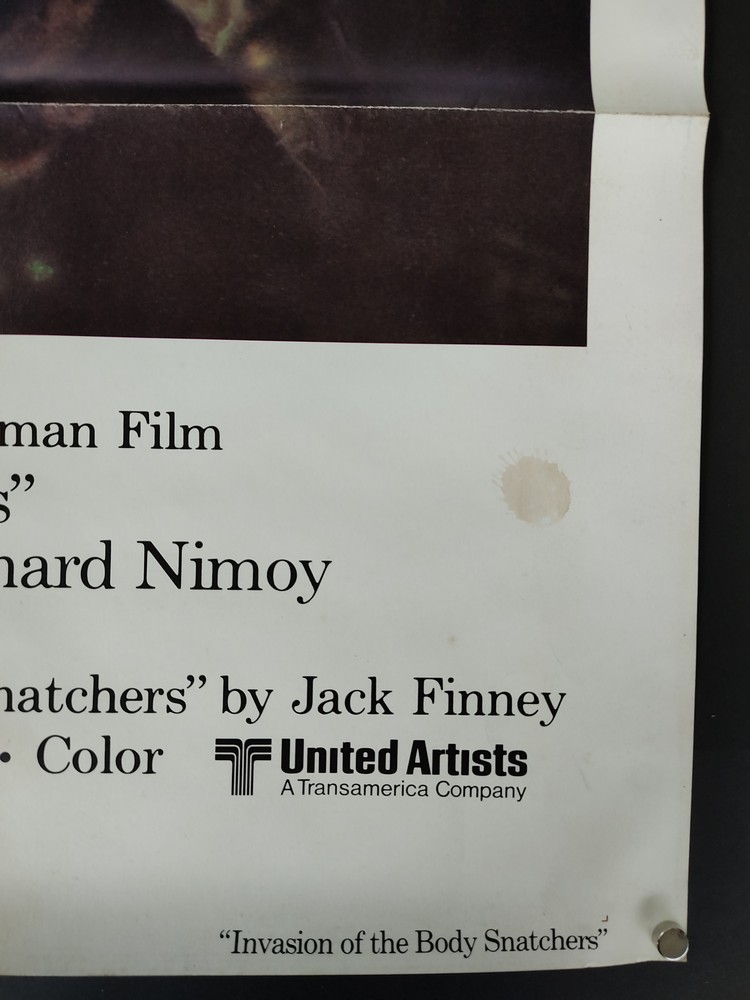 man Film
s”
nard Nimoy
natchers” by Jack Finney
• Color United Artists
A Transamerica Company
“Invasion of the Body Snatchers”